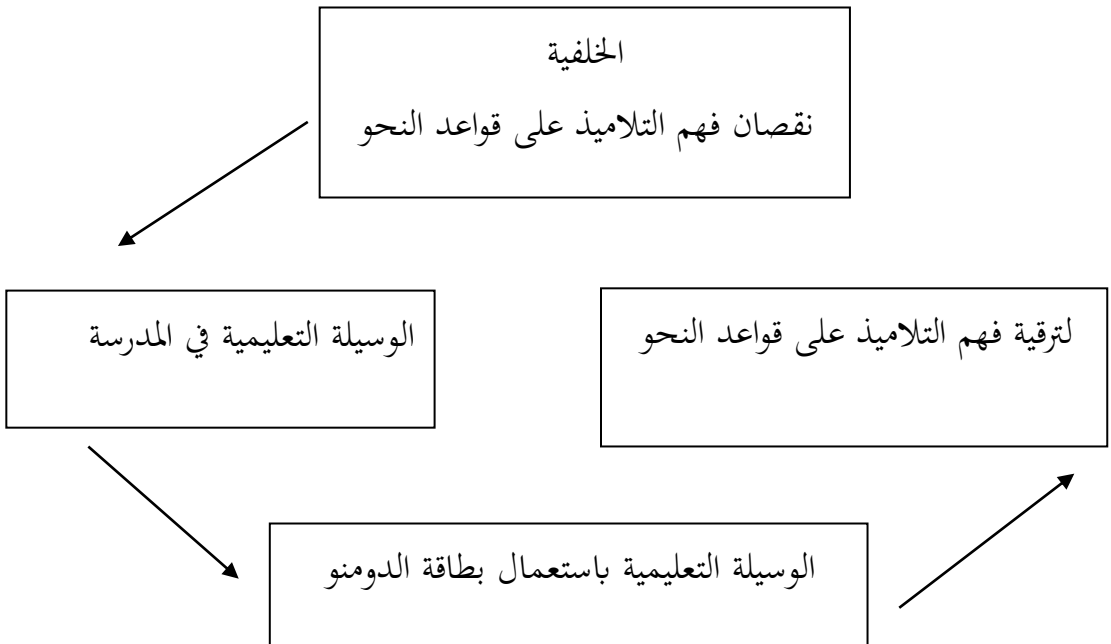 الخلفية
نقصان فهم التلاميذ على قواعد النحو
لترقية فهم التلاميذ على قواعد النحو
الوسيلة التعليمية في المدرسة
الوسيلة التعليمية باستعمال بطاقة الدومنو